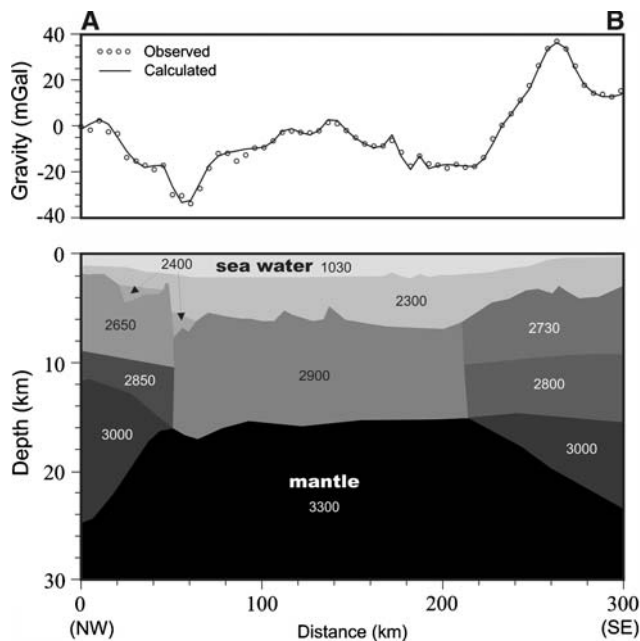 A B
Observed
Calculated
Gravity (mGal)
40
20
0
-20
-40
0
10
20
30
Depth (km)
2400
sea water 1030
2300
2650
2730
2850
2900
2800
3000
3000
mantle
3300
0 100 200 300
(NW) Distance (km) (SE)